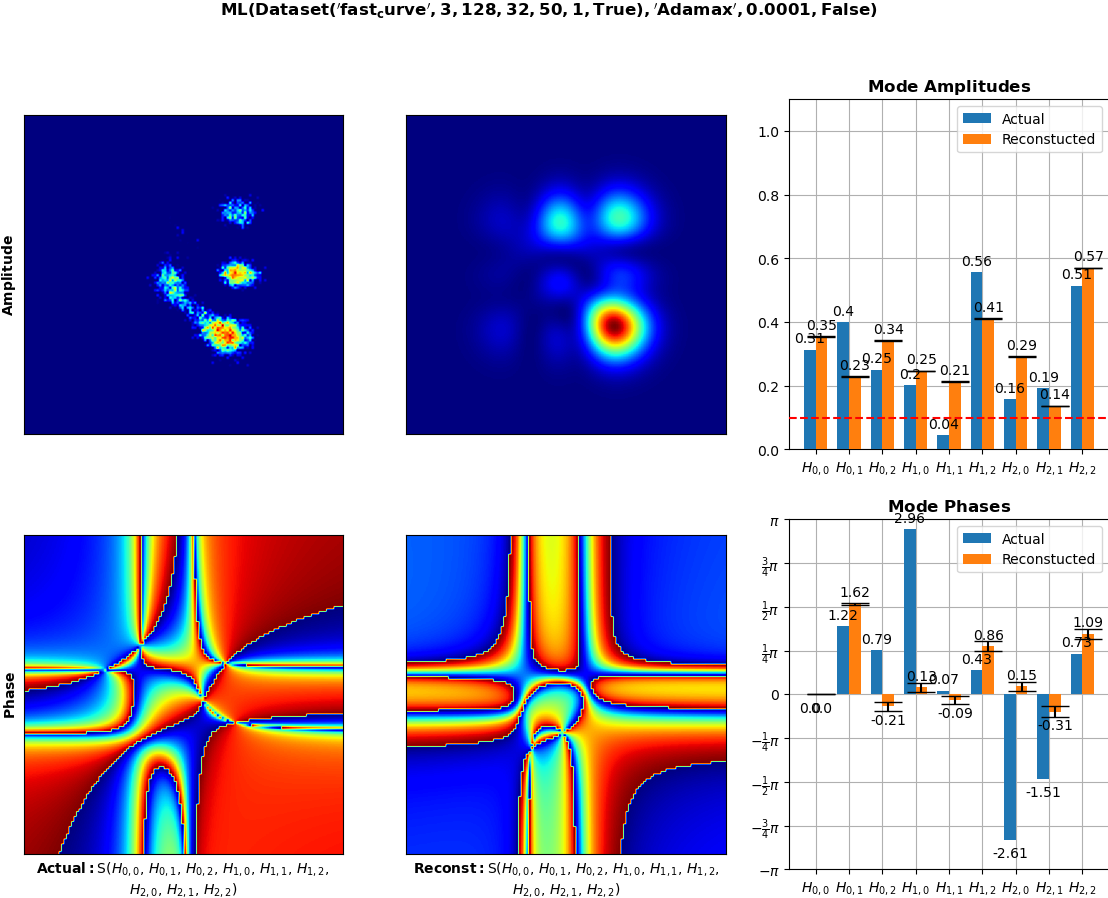 ML(Dataset(′fast_curve′, 3, 128, 32, 50, 1, True), ′Adamax′, 0.0001, False)
Mode Amplitudes
Amplitude
1.0
0.8
0.6
0.4
0.2
0.0
Actual
Reconstucted
0.31
0.35
0.4
0.23
0.25
0.34
0.2
0.25
0.04
0.21
0.56
0.41
0.16
0.29
0.19
0.14
0.51
0.57
H0,0 H0,1 H0,2 H1,0 H1,1 H1,2 H2,0 H2,1 H2,2
Mode Phases
Phase
π
3/4π
1/2π
1/4π
0
−1/4π
−1/2π
−3/4π
−π
Actual
Reconstucted
0.0
0.0
1.22
1.62
0.79
-0.21
2.96
0.13
0.07
-0.09
0.43
0.86
-2.61
0.15
-1.51
-0.31
0.73
1.09
H0,0 H0,1 H0,2 H1,0 H1,1 H1,2 H2,0 H2,1 H2,2
Actual: S(H0,0, H0,1, H0,2, H1,0, H1,1, H1,2,
H2,0, H2,1, H2,2)
Reconst: S(H0,0, H0,1, H0,2, H1,0, H1,1, H1,2,
H2,0, H2,1, H2,2)